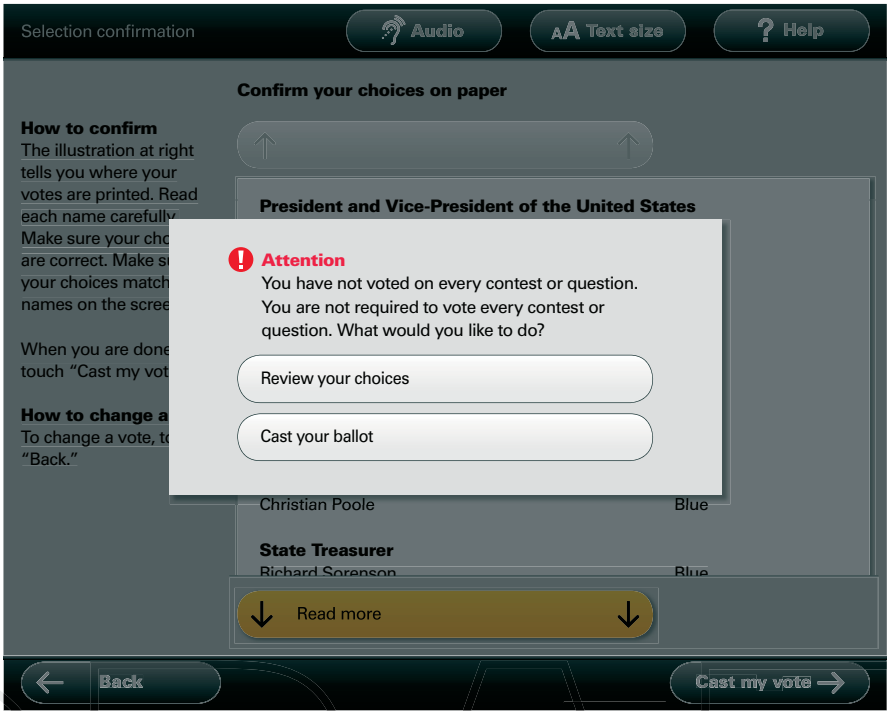 Selection confirmation
Audio
AA Text size
? Help
Confirm your choices on paper
How to confirm
The illustration at right
tells you where your
votes are printed. Read
each name carefully.
Make sure your cho
are correct. Make su
your choices match
names on the scree
When you are done
touch “Cast my vot
How to change a
To change a vote, to
“Back.”
President and Vice-President of the United States
! Attention
You have not voted on every contest or question.
You are not required to vote every contest or
question. What would you like to do?
Review your choices
Cast your ballot
Christian Poole Blue
State Treasurer
Richard Sorenson Blue
Read more
Back
Cast my vote